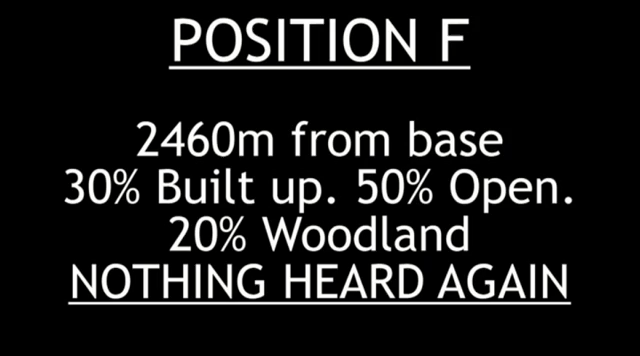 POSITION F
2460m from base
30% Built up. 50% Open.
20% Woodland
NOTHING HEARD AGAIN